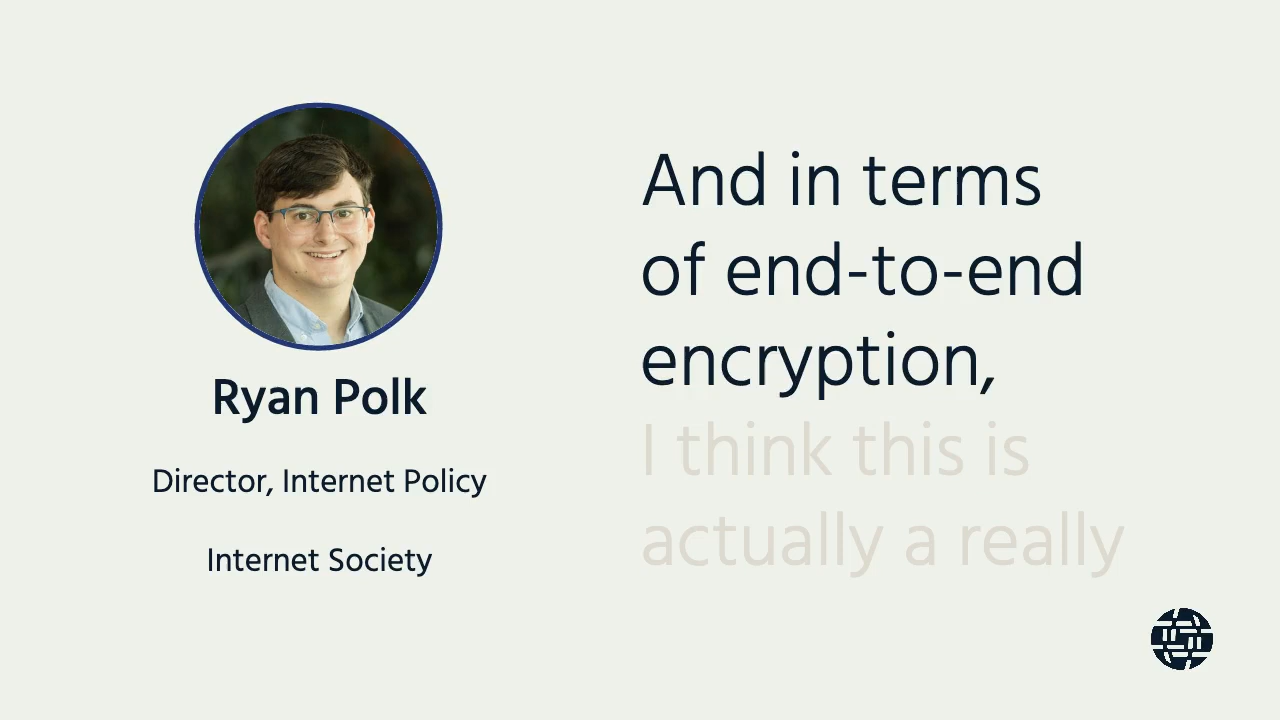 Ryan Polk
Director, Internet Policy
Internet Society
And in terms
of end-to-end
encryption,
I think this is
actually a really